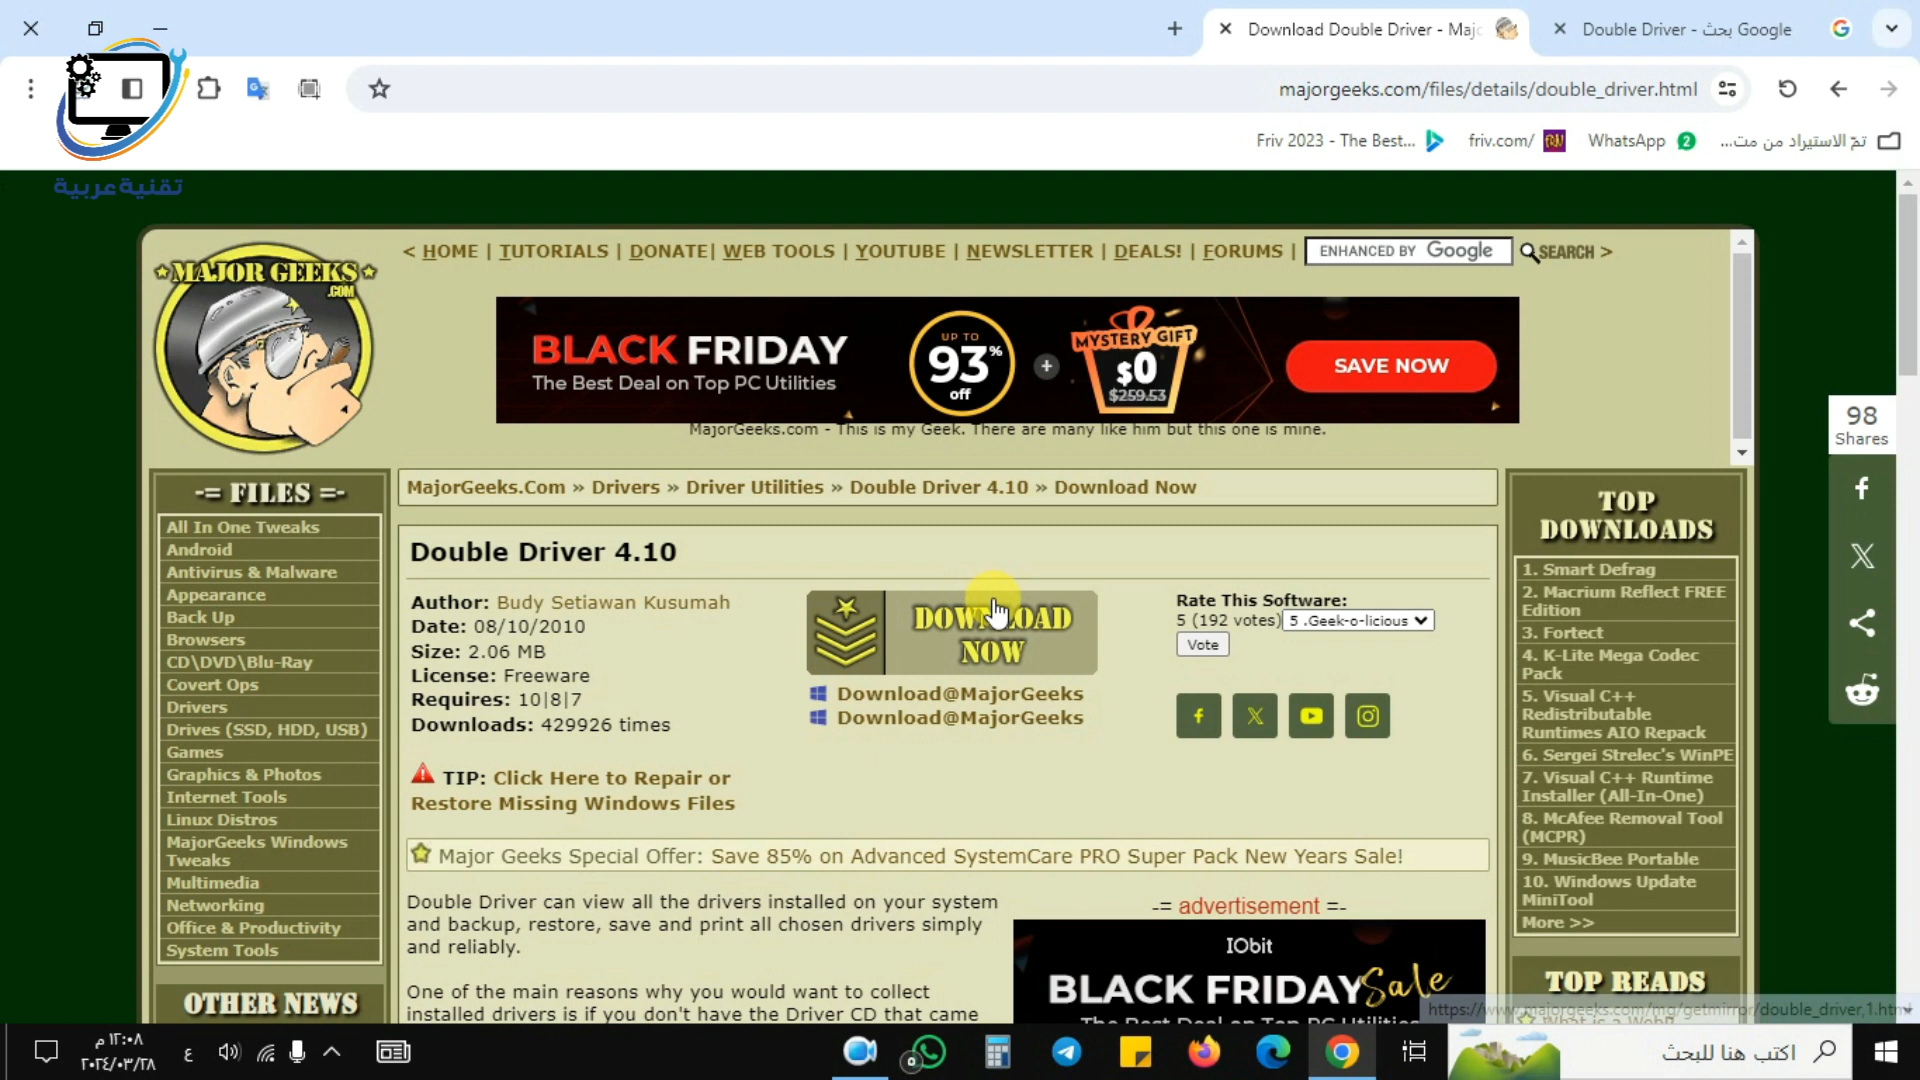 Download Double Driver - Maj
Double Driver - بحث Google
majorgeeks.com/files/details/double_driver.html
Friv 2023 - The Best...
friv.com/
WhatsApp
2
تمّ الاستيراد من مت...
تقنية عربية
MAJOR GEEKS
.COM
< HOME | TUTORIALS | DONATE | WEB TOOLS | YOUTUBE | NEWSLETTER | DEALS! | FORUMS |
ENHANCED BY Google
SEARCH >
BLACK FRIDAY
The Best Deal on Top PC Utilities
UP TO
93%
off
+
MYSTERY GIFT
$0
$259.53
SAVE NOW
MajorGeeks.com - This is my Geek. There are many like him but this one is mine.
98
Shares
-= FILES =-
All In One Tweaks
Android
Antivirus & Malware
Appearance
Back Up
Browsers
CD\DVD\Blu-Ray
Covert Ops
Drivers
Drives (SSD, HDD, USB)
Games
Graphics & Photos
Internet Tools
Linux Distros
MajorGeeks Windows
Tweaks
Multimedia
Networking
Office & Productivity
System Tools
OTHER NEWS
MajorGeeks.Com » Drivers » Driver Utilities » Double Driver 4.10 » Download Now
Double Driver 4.10
Author: Budy Setiawan Kusumah
Date: 08/10/2010
Size: 2.06 MB
License: Freeware
Requires: 10|8|7
Downloads: 429926 times
TIP: Click Here to Repair or
Restore Missing Windows Files
DOWNLOAD
NOW
Download@MajorGeeks
Download@MajorGeeks
Rate This Software:
5 (192 votes) 5 .Geek-o-licious
Vote
Major Geeks Special Offer: Save 85% on Advanced SystemCare PRO Super Pack New Years Sale!
Double Driver can view all the drivers installed on your system
and backup, restore, save and print all chosen drivers simply
and reliably.
One of the main reasons why you would want to collect
installed drivers is if you don't have the Driver CD that came
-= advertisement =-
IObit
BLACK FRIDAY Sale
The Best Deal on Top PC Utilities
TOP
DOWNLOADS
1. Smart Defrag
2. Macrium Reflect FREE
Edition
3. Fortect
4. K-Lite Mega Codec
Pack
5. Visual C++
Redistributable
Runtimes AIO Repack
6. Sergei Strelec's WinPE
7. Visual C++ Runtime
Installer (All-In-One)
8. McAfee Removal Tool
(MCPR)
9. MusicBee Portable
10. Windows Update
MiniTool
More >>
TOP READS
https://www.majorgeeks.com/mg/getmirror/double_driver,1.html
١٢:٠٨ م
٢٠٢٤/٠٣/٢٨
ع
اكتب هنا للبحث